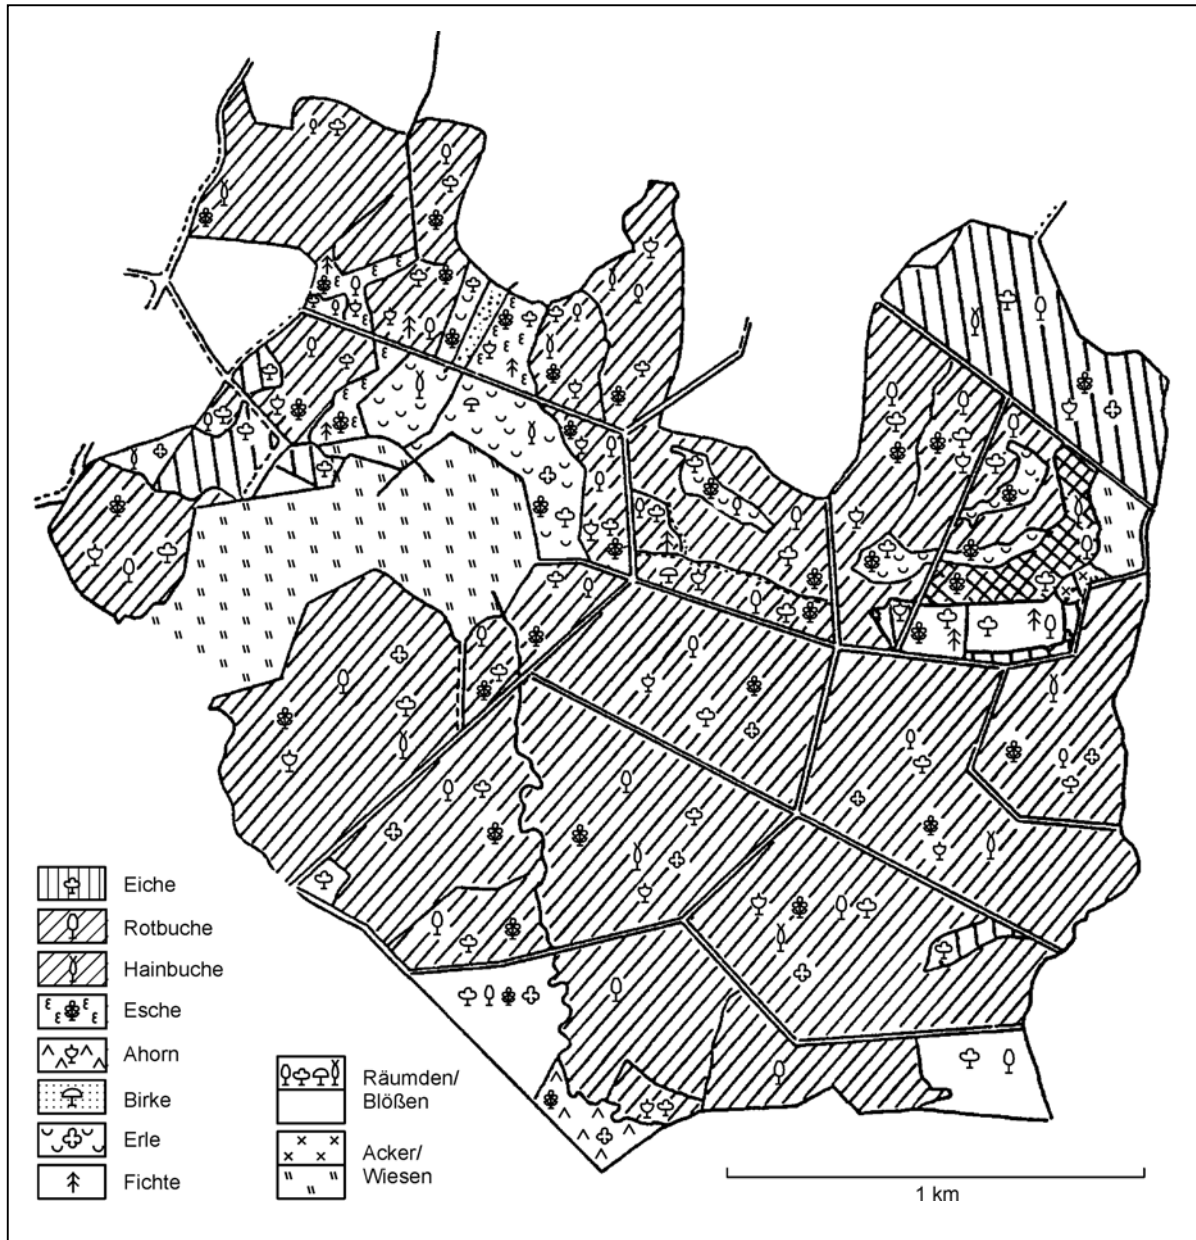 Eiche
Rotbuche
Hainbuche
Esche
Ahorn
Birke
Erle
Fichte
Räumden/
Blößen
Acker/
Wiesen
1 km